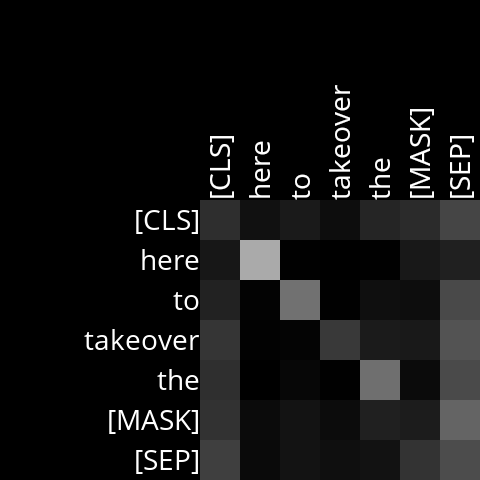 [CLS] here to takeover the [MASK] [SEP]
[CLS]
here
to
takeover
the
[MASK]
[SEP]